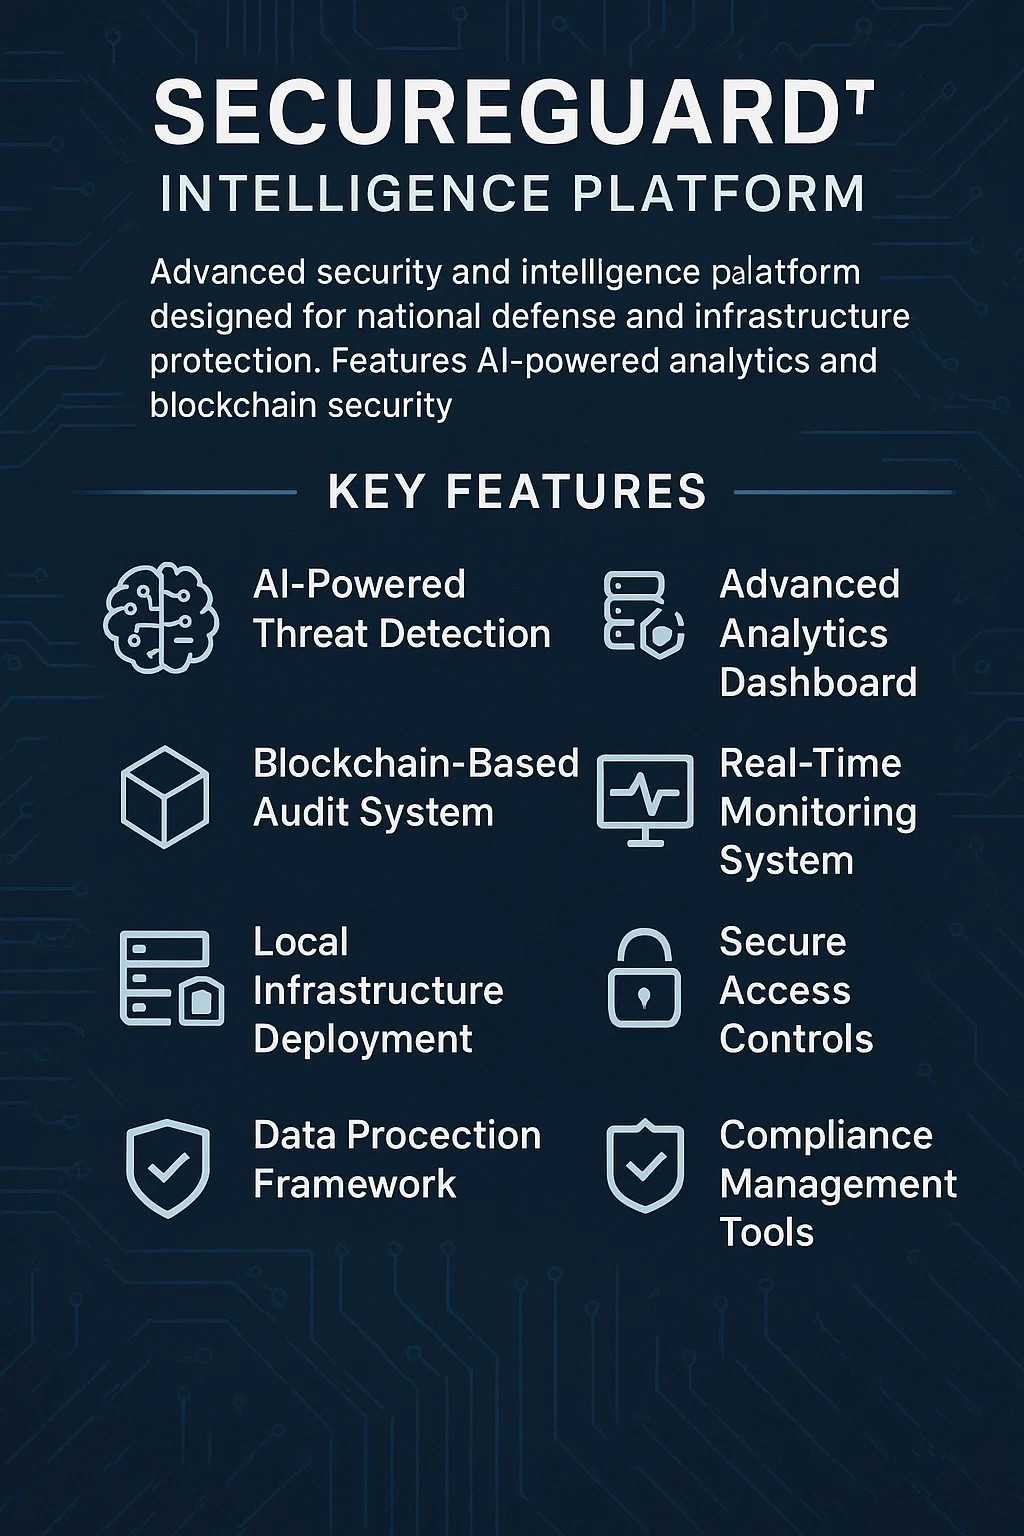 SECUREGUARDᵀ
INTELLIGENCE PLATFORM
Advanced security and intelllgence palatform
designed for national defense and infrastructure
protection. Features AI-powered analytics and
blockchain security
KEY FEATURES
AI-Powered
Threat Detection
Advanced
Analytics
Dashboard
Blockchain-Based
Audit System
Real-Time
Monitoring
System
Local
Infrastructure
Deployment
Secure
Access
Controls
Data Procection
Framework
Compliance
Management
Tools